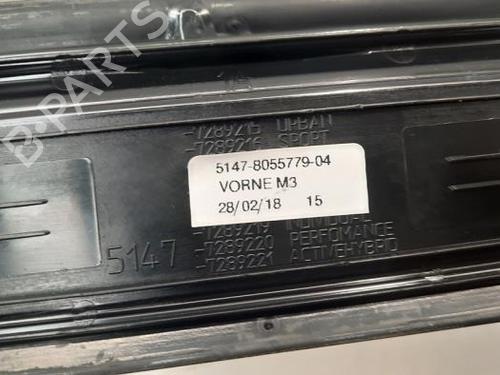 B-PARTS
-7289215 URBAN
-7289216 SPORT
5147-8055779-04
VORNE M3
28/02/18 15
-7289219 INDIVIDUAL
5147 -7289220 PERFOMANCE
-7289221 ACTIVEHYBRID